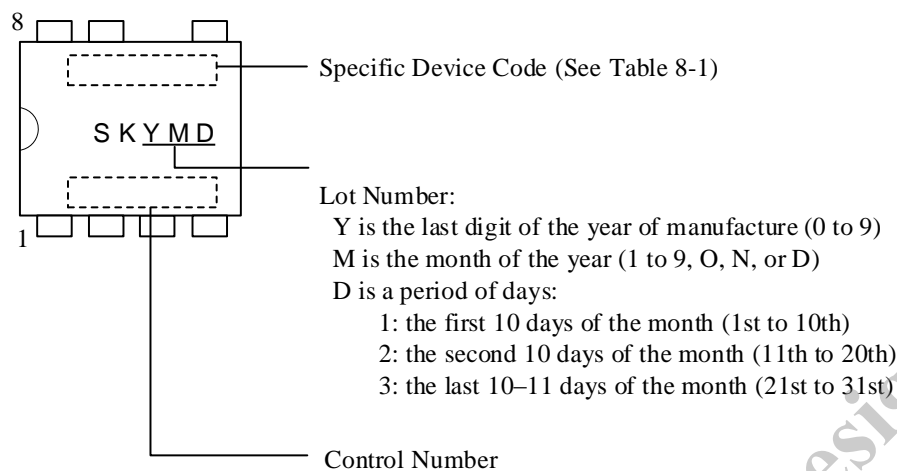 8
Specific Device Code (See Table 8-1)
SKYMD
Lot Number:
Y is the last digit of the year of manufacture (0 to 9)
M is the month of the year (1 to 9, O, N, or D)
D is a period of days:
1: the first 10 days of the month (1st to 10th)
2: the second 10 days of the month (11th to 20th)
3: the last 10–11 days of the month (21st to 31st)
1
Control Number